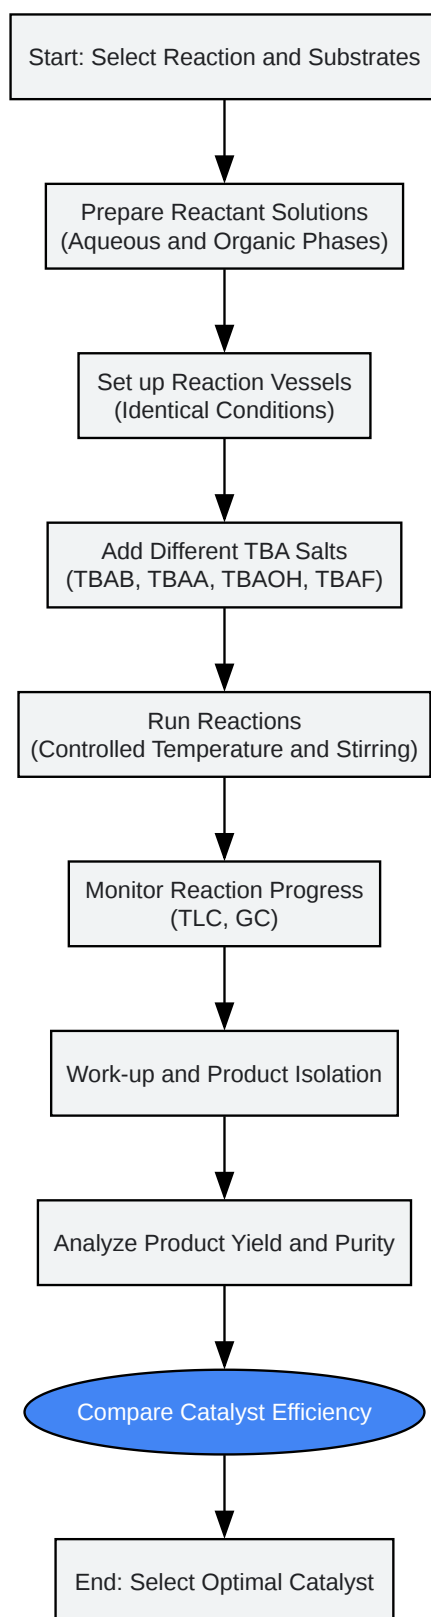 Start: Select Reaction and Substrates
Prepare Reactant Solutions
(Aqueous and Organic Phases)
Set up Reaction Vessels
(Identical Conditions)
Add Different TBA Salts
(TBAB, TBAA, TBAOH, TBAF)
Run Reactions
(Controlled Temperature and Stirring)
Monitor Reaction Progress
(TLC, GC)
Work-up and Product Isolation
Analyze Product Yield and Purity
Compare Catalyst Efficiency
End: Select Optimal Catalyst